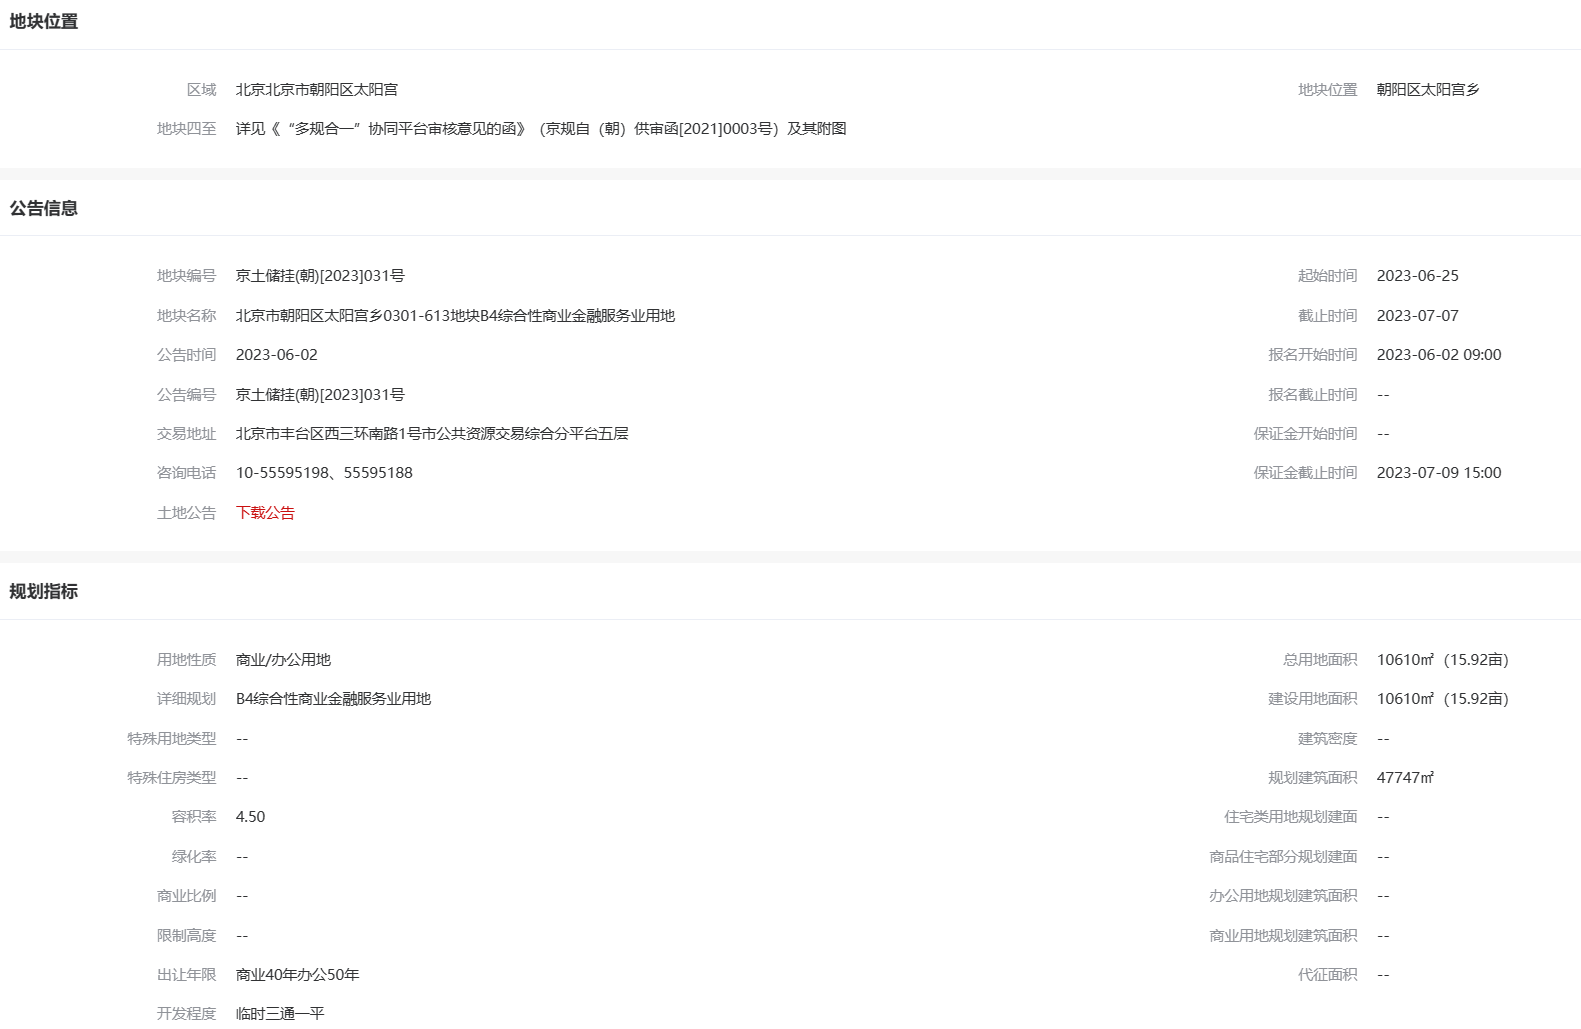 地块位置
区域 北京北京市朝阳区太阳宫 地块位置 朝阳区太阳宫乡
地块四至 详见《“多规合一”协同平台审核意见的函》（京规自（朝）供审函[2021]0003号）及其附图
公告信息
地块编号 京土储挂(朝)[2023]031号 起始时间 2023-06-25
地块名称 北京市朝阳区太阳宫乡0301-613地块B4综合性商业金融服务业用地 截止时间 2023-07-07
公告时间 2023-06-02 报名开始时间 2023-06-02 09:00
公告编号 京土储挂(朝)[2023]031号 报名截止时间 --
交易地址 北京市丰台区西三环南路1号市公共资源交易综合分平台五层 保证金开始时间 --
咨询电话 10-55595198、55595188 保证金截止时间 2023-07-09 15:00
土地公告 下载公告
规划指标
用地性质 商业/办公用地 总用地面积 10610㎡（15.92亩）
详细规划 B4综合性商业金融服务业用地 建设用地面积 10610㎡（15.92亩）
特殊用地类型 -- 建筑密度 --
特殊住房类型 -- 规划建筑面积 47747㎡
容积率 4.50 住宅类用地规划建面 --
绿化率 -- 商品住宅部分规划建面 --
商业比例 -- 办公用地规划建筑面积 --
限制高度 -- 商业用地规划建筑面积 --
出让年限 商业40年办公50年 代征面积 --
开发程度 临时三通一平